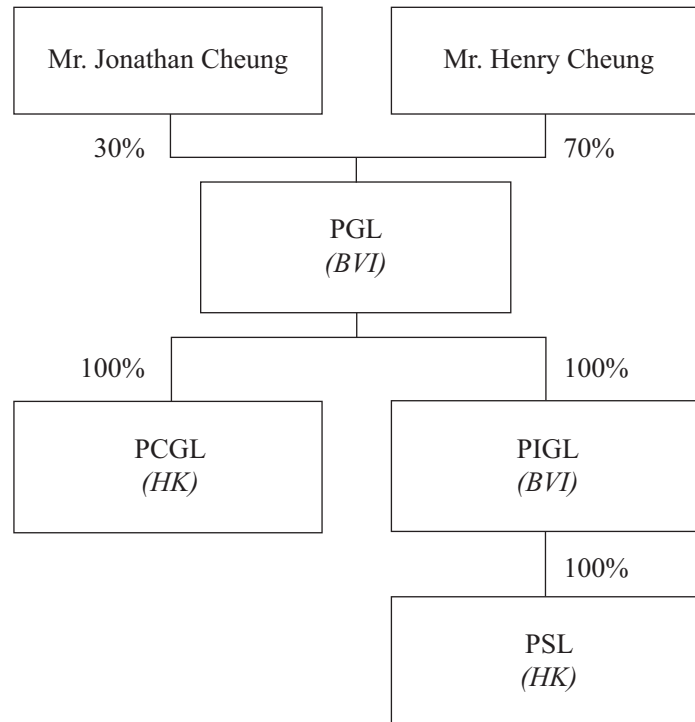 Mr. Jonathan Cheung
Mr. Henry Cheung
30%
70%
PGL
(BVI)
100%
100%
PCGL
(HK)
PIGL
(BVI)
100%
PSL
(HK)